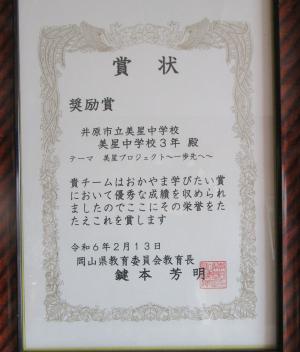 賞状
奨励賞
井原市立美星中学校
美星中学校3年 殿
テーマ 美星プロジェクト〜一歩先へ〜
貴チームはおかやま学びたい賞
において優秀な成績を収められ
ましたのでここにその栄誉をた
たえこれを賞します
令和6年2月13日
岡山県教育委員会教育長
鍵本 芳明